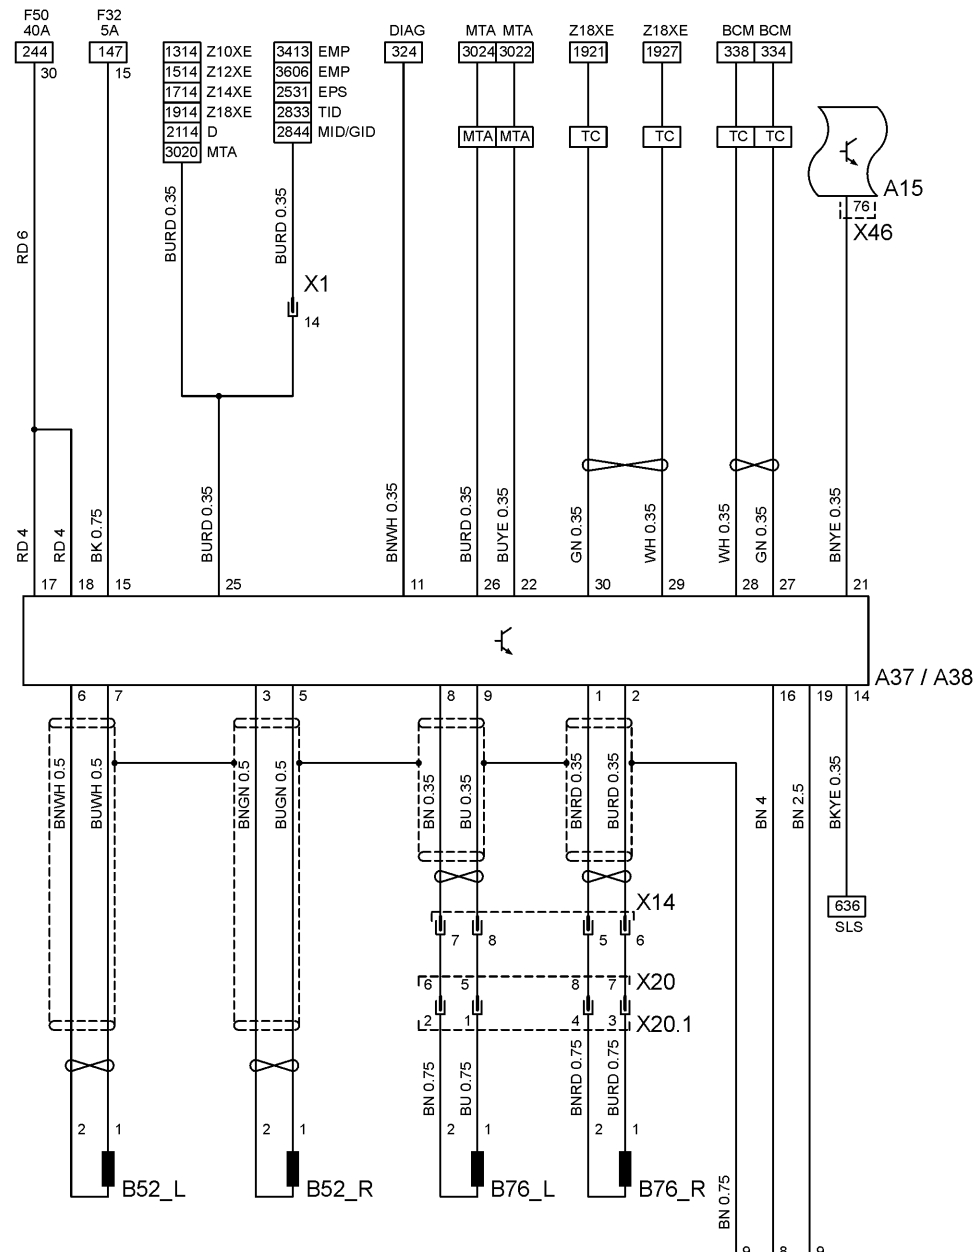 F50 F32
40A 5A DIAG MTA MTA Z18XE Z18XE BCM BCM
244 147 1314 Z10XE 3413 EMP 324 3024 3022 1921 1927 338 334
30 15 1514 Z12XE 3606 EMP
1714 Z14XE 2531 EPS
1914 Z18XE 2833 TID
2114 D 2844 MID/GID MTA MTA TC TC TC TC
3020 MTA
A15
76
X46
RD 6 BURD 0.35 BURD 0.35
X1
14
RD 4 RD 4 BK 0.75 BURD 0.35 BNWH 0.35 BURD 0.35 BUYE 0.35 GN 0.35 WH 0.35 WH 0.35 GN 0.35 BNYE 0.35
17 18 15 25 11 26 22 30 29 28 27 21
A37 / A38
6 7 3 5 8 9 1 2 16 19 14
BNWH 0.5 BUWH 0.5 BNGN 0.5 BUGN 0.5 BN 0.35 BU 0.35 BNRD 0.35 BURD 0.35 BN 4 BN 2.5 BKYE 0.35
X14
636
SLS
7 8 5 6
6 5 8 7 X20
2 1 4 3 X20.1
BN 0.75 BU 0.75 BNRD 0.75 BURD 0.75
2 1 2 1 2 1 2 1
B52_L B52_R B76_L B76_R
BN 0.75
9 8 9